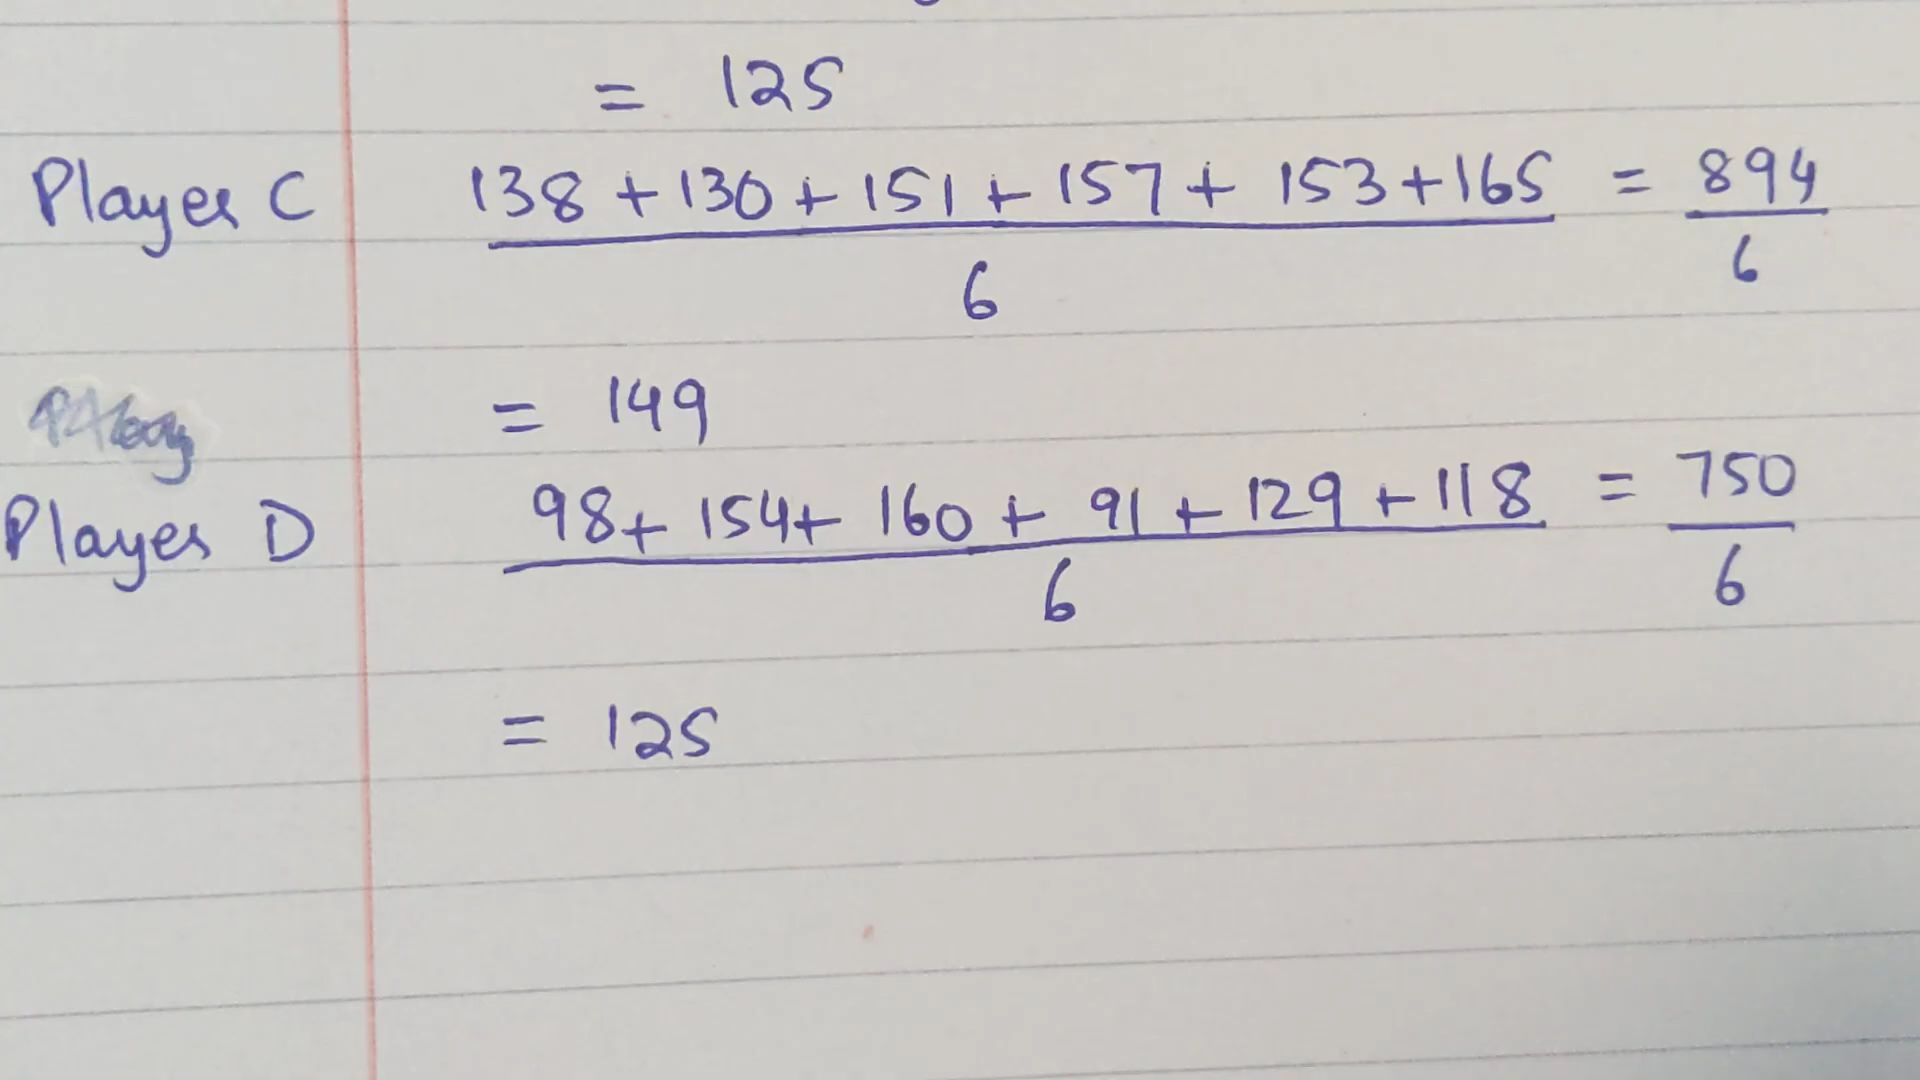 = 125
Player C 138 + 130 + 151 + 157 + 153 + 165 = 894
6 6
= 149
Player D 98 + 154 + 160 + 91 + 129 + 118 = 750
6 6
= 125